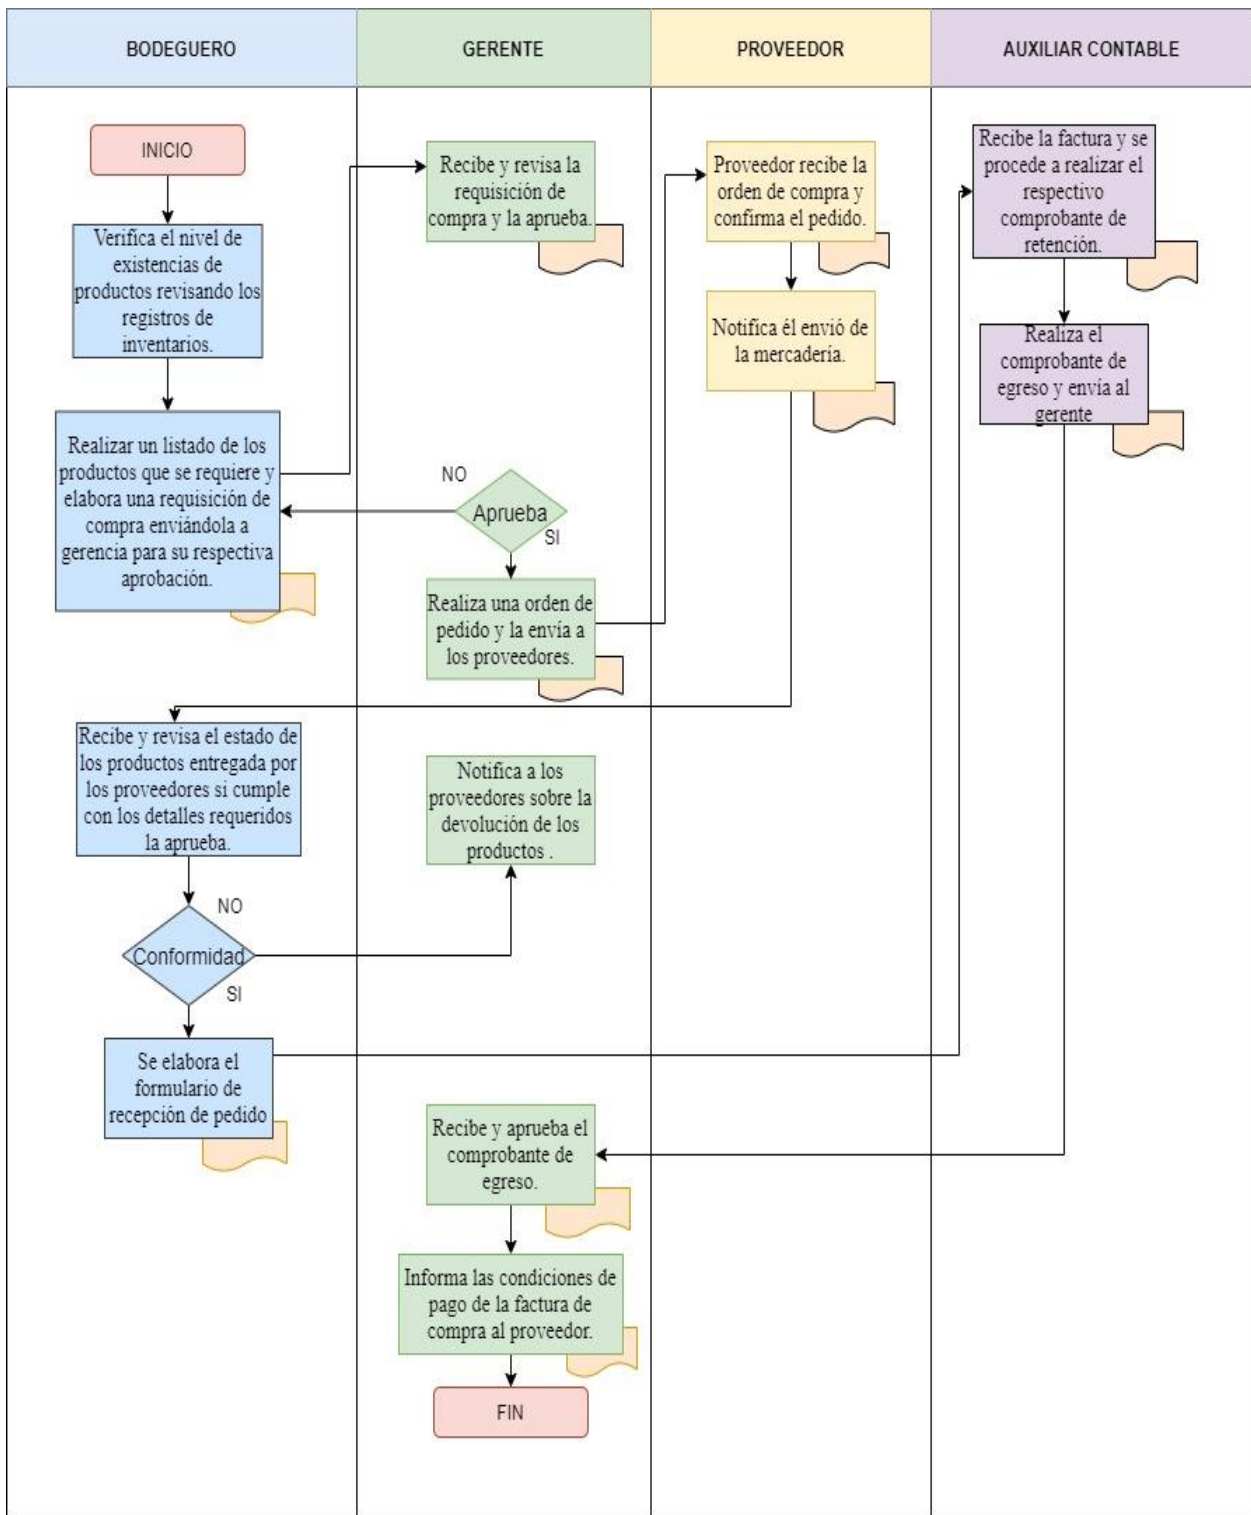 BODEGUERO
GERENTE
PROVEEDOR
AUXILIAR CONTABLE
INICIO
Verifica el nivel de
existencias de
productos revisando los
registros de
inventarios.
Realizar un listado de los
productos que se requiere y
elabora una requisición de
compra enviándola a
gerencia para su respectiva
aprobación.
Recibe y revisa la
requisición de
compra y la aprueba.
NO
Aprueba
SI
Realiza una orden de
pedido y la envía a
los proveedores.
Proveedor recibe la
orden de compra y
confirma el pedido.
Notifica él envió de
la mercadería.
Recibe y revisa el estado de
los productos entregada por
los proveedores si cumple
con los detalles requeridos
la aprueba.
NO
Conformidad
SI
Notifica a los
proveedores sobre la
devolución de los
productos .
Se elabora el
formulario de
recepción de pedido
Recibe la factura y se
procede a realizar el
respectivo
comprobante de
retención.
Realiza el
comprobante de
egreso y envía al
gerente
Recibe y aprueba el
comprobante de
egreso.
Informa las condiciones de
pago de la factura de
compra al proveedor.
FIN